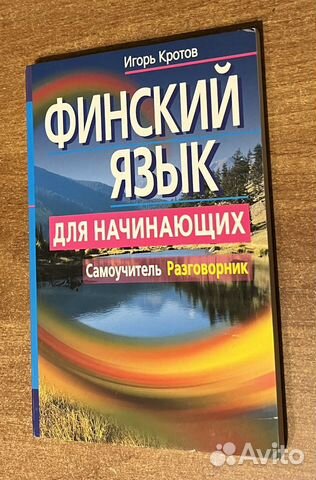 Игорь Кротов
ФИНСКИЙ
ЯЗЫК
ДЛЯ НАЧИНАЮЩИХ
Самоучитель Разговорник
Avito